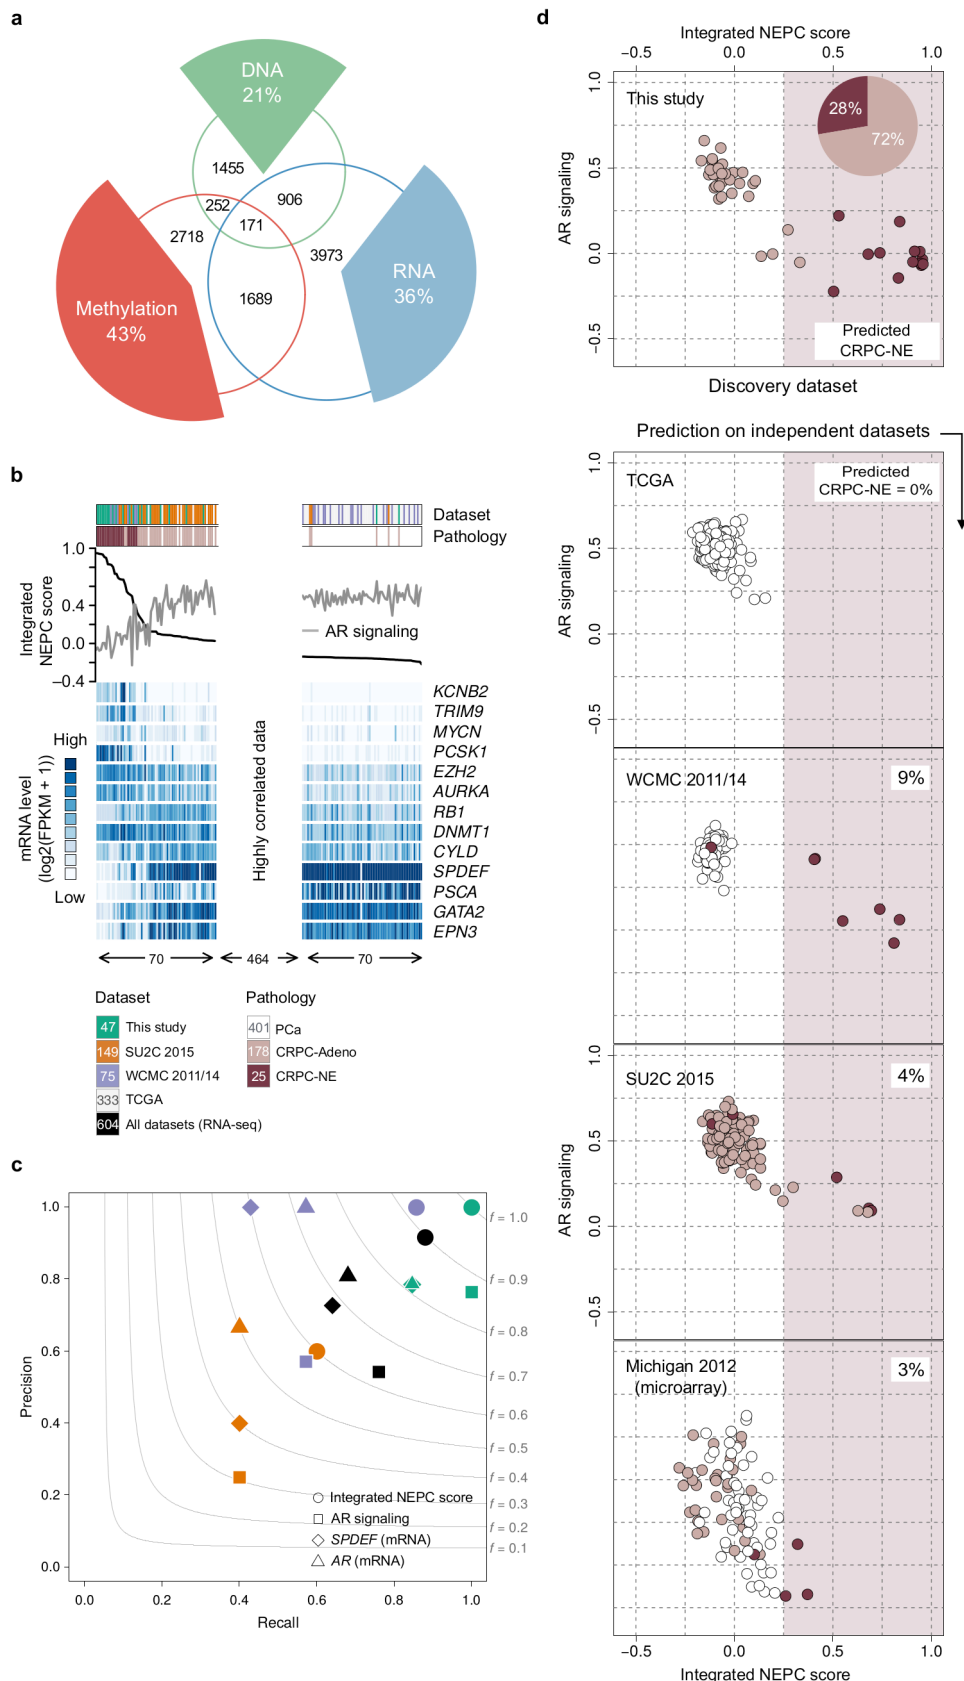 a
DNA
21%
1455
252
906
171
2718
3973
1689
RNA
36%
Methylation
43%
b
Dataset
Pathology
1.0
0.4
0.0
−0.4
Integrated
NEPC score
AR signaling
High
Low
mRNA level
(log2(FPKM + 1))
Highly correlated data
KCNB2
TRIM9
MYCN
PCSK1
EZH2
AURKA
RB1
DNMT1
CYLD
SPDEF
PSCA
GATA2
EPN3
70
464
70
Dataset
47 This study
149 SU2C 2015
75 WCMC 2011/14
333 TCGA
604 All datasets (RNA-seq)
Pathology
401 PCa
178 CRPC-Adeno
25 CRPC-NE
c
Precision
1.0
0.8
0.6
0.4
0.2
0.0
f = 1.0
f = 0.9
f = 0.8
f = 0.7
f = 0.6
f = 0.5
f = 0.4
f = 0.3
f = 0.2
f = 0.1
Integrated NEPC score
AR signaling
SPDEF (mRNA)
AR (mRNA)
0.0 0.2 0.4 0.6 0.8 1.0
Recall
d
Integrated NEPC score
−0.5 0.0 0.5 1.0
This study
28%
72%
AR signaling
1.0
0.5
0.0
−0.5
Predicted
CRPC-NE
Discovery dataset
Prediction on independent datasets
TCGA
Predicted
CRPC-NE = 0%
AR signaling
1.0
0.5
0.0
−0.5
WCMC 2011/14
9%
SU2C 2015
4%
AR signaling
1.0
0.5
0.0
−0.5
Michigan 2012
(microarray)
3%
−0.5 0.0 0.5 1.0
Integrated NEPC score